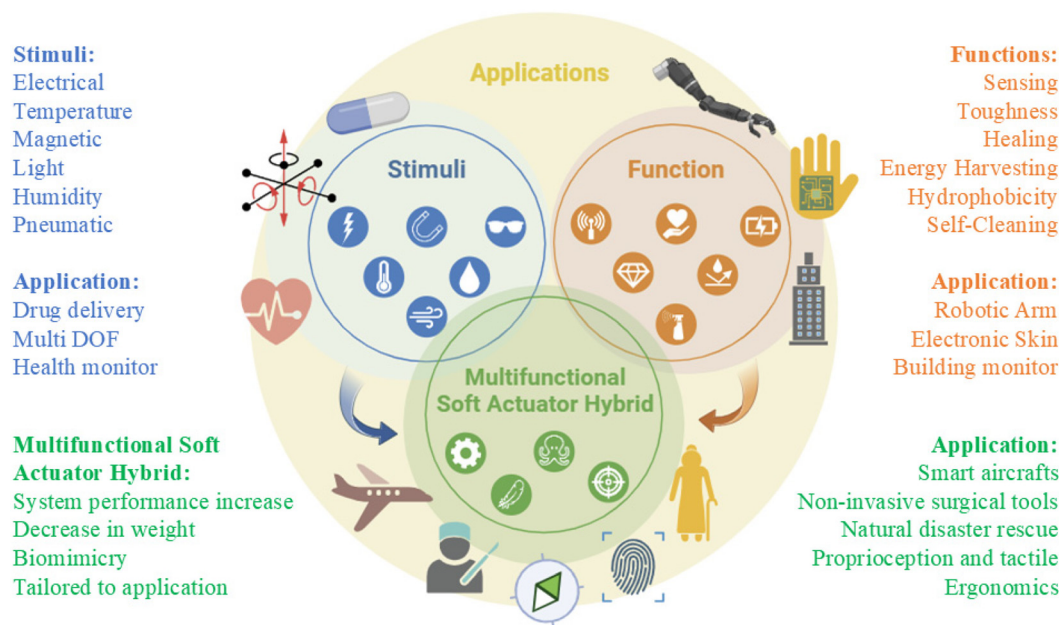 Stimuli:
Electrical
Temperature
Magnetic
Light
Humidity
Pneumatic
Application:
Drug delivery
Multi DOF
Health monitor
Multifunctional Soft
Actuator Hybrid:
System performance increase
Decrease in weight
Biomimicry
Tailored to application
Applications
Stimuli
Function
Multifunctional
Soft Actuator Hybrid
Functions:
Sensing
Toughness
Healing
Energy Harvesting
Hydrophobicity
Self-Cleaning
Application:
Robotic Arm
Electronic Skin
Building monitor
Application:
Smart aircrafts
Non-invasive surgical tools
Natural disaster rescue
Proprioception and tactile
Ergonomics